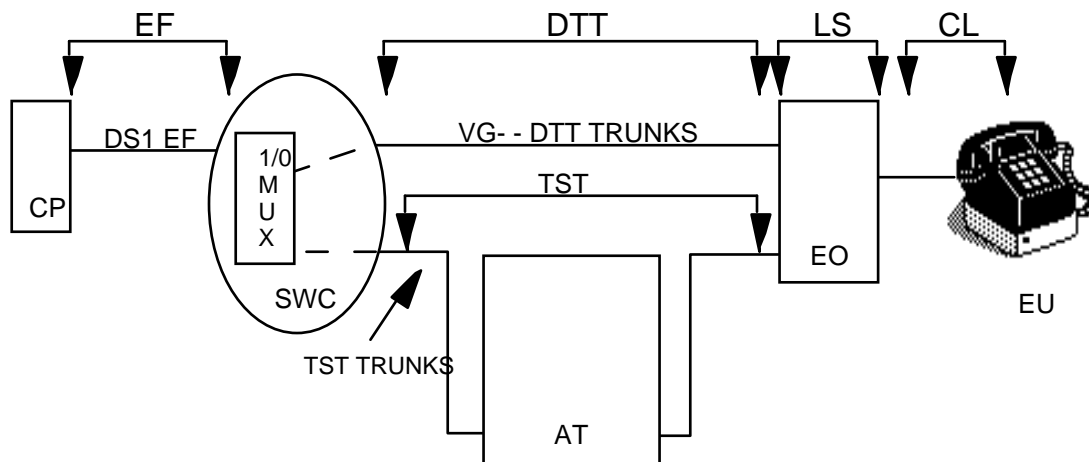 EF
DTT
LS
CL
DS1 EF
VG- - DTT TRUNKS
1/0
M
U
X
CP
TST
SWC
EO
EU
TST TRUNKS
AT